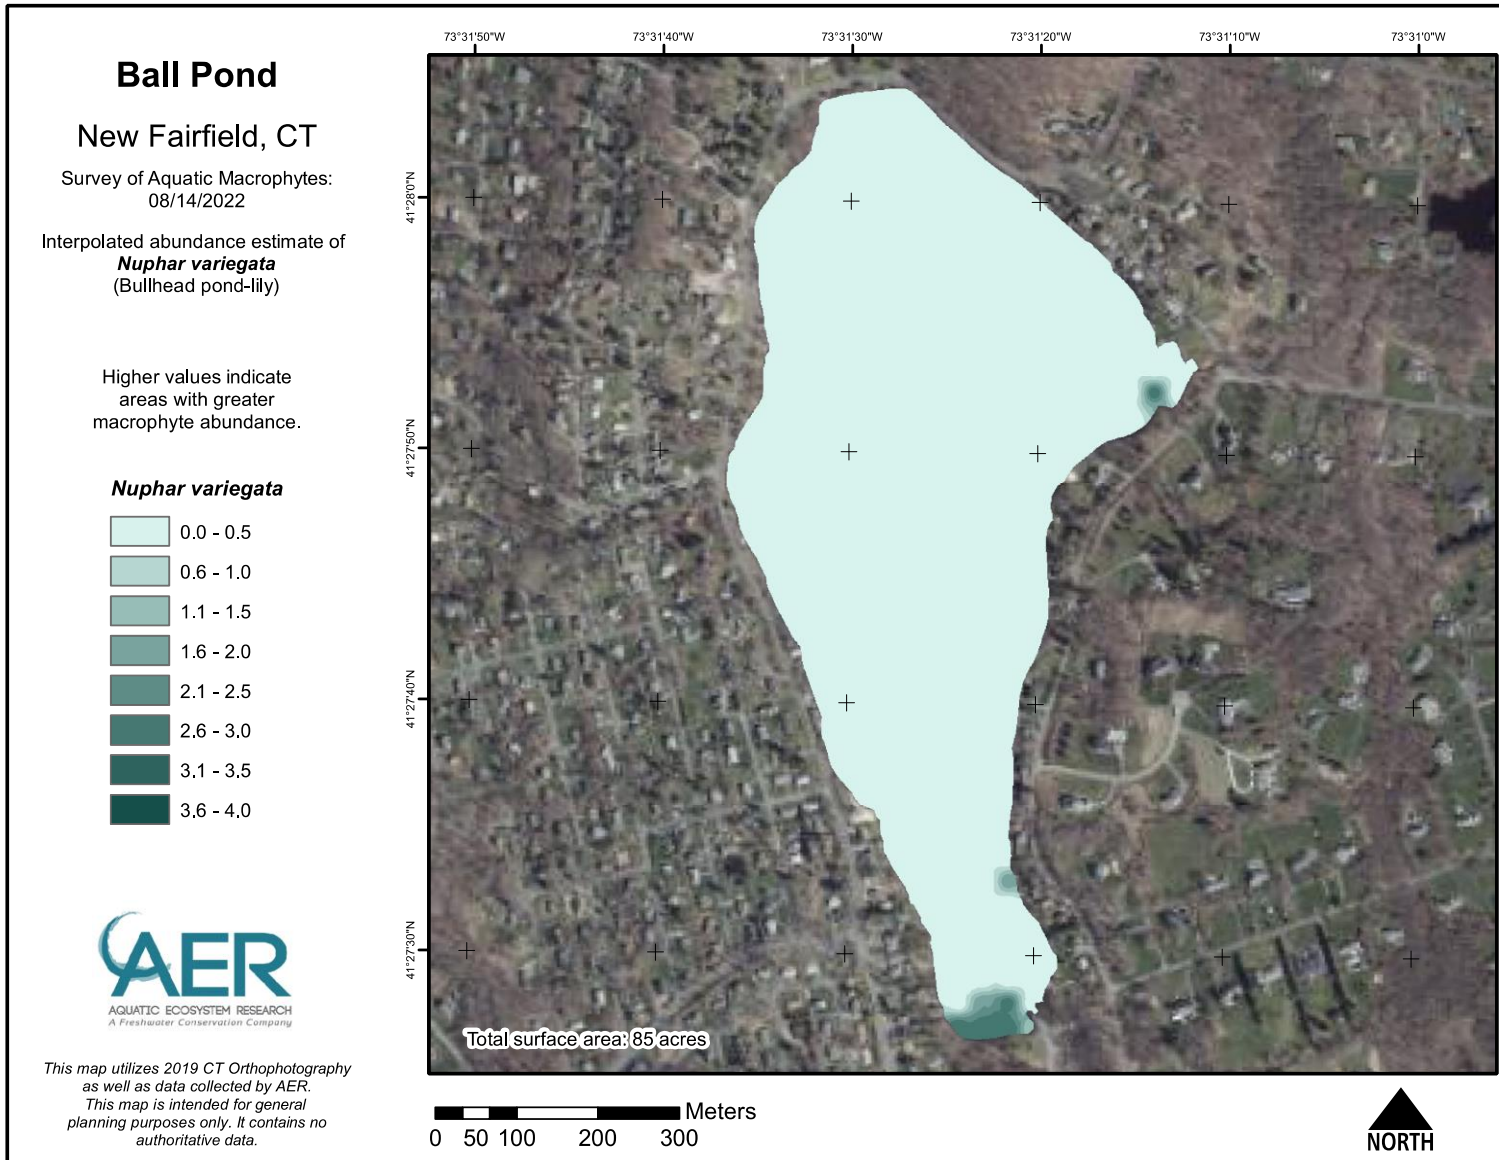 Ball Pond
New Fairfield, CT
Survey of Aquatic Macrophytes:
08/14/2022
Interpolated abundance estimate of
Nuphar variegata
(Bullhead pond-lily)
Higher values indicate
areas with greater
macrophyte abundance.
Nuphar variegata
0.0 - 0.5
0.6 - 1.0
1.1 - 1.5
1.6 - 2.0
2.1 - 2.5
2.6 - 3.0
3.1 - 3.5
3.6 - 4.0
AER
AQUATIC ECOSYSTEM RESEARCH
A Freshwater Conservation Company
This map utilizes 2019 CT Orthophotography
as well as data collected by AER.
This map is intended for general
planning purposes only. It contains no
authoritative data.
73°31'50"W 73°31'40"W 73°31'30"W 73°31'20"W 73°31'10"W 73°31'0"W
41°28'0"N
41°27'50"N
41°27'40"N
41°27'30"N
Total surface area: 85 acres
Meters
0 50 100 200 300
NORTH